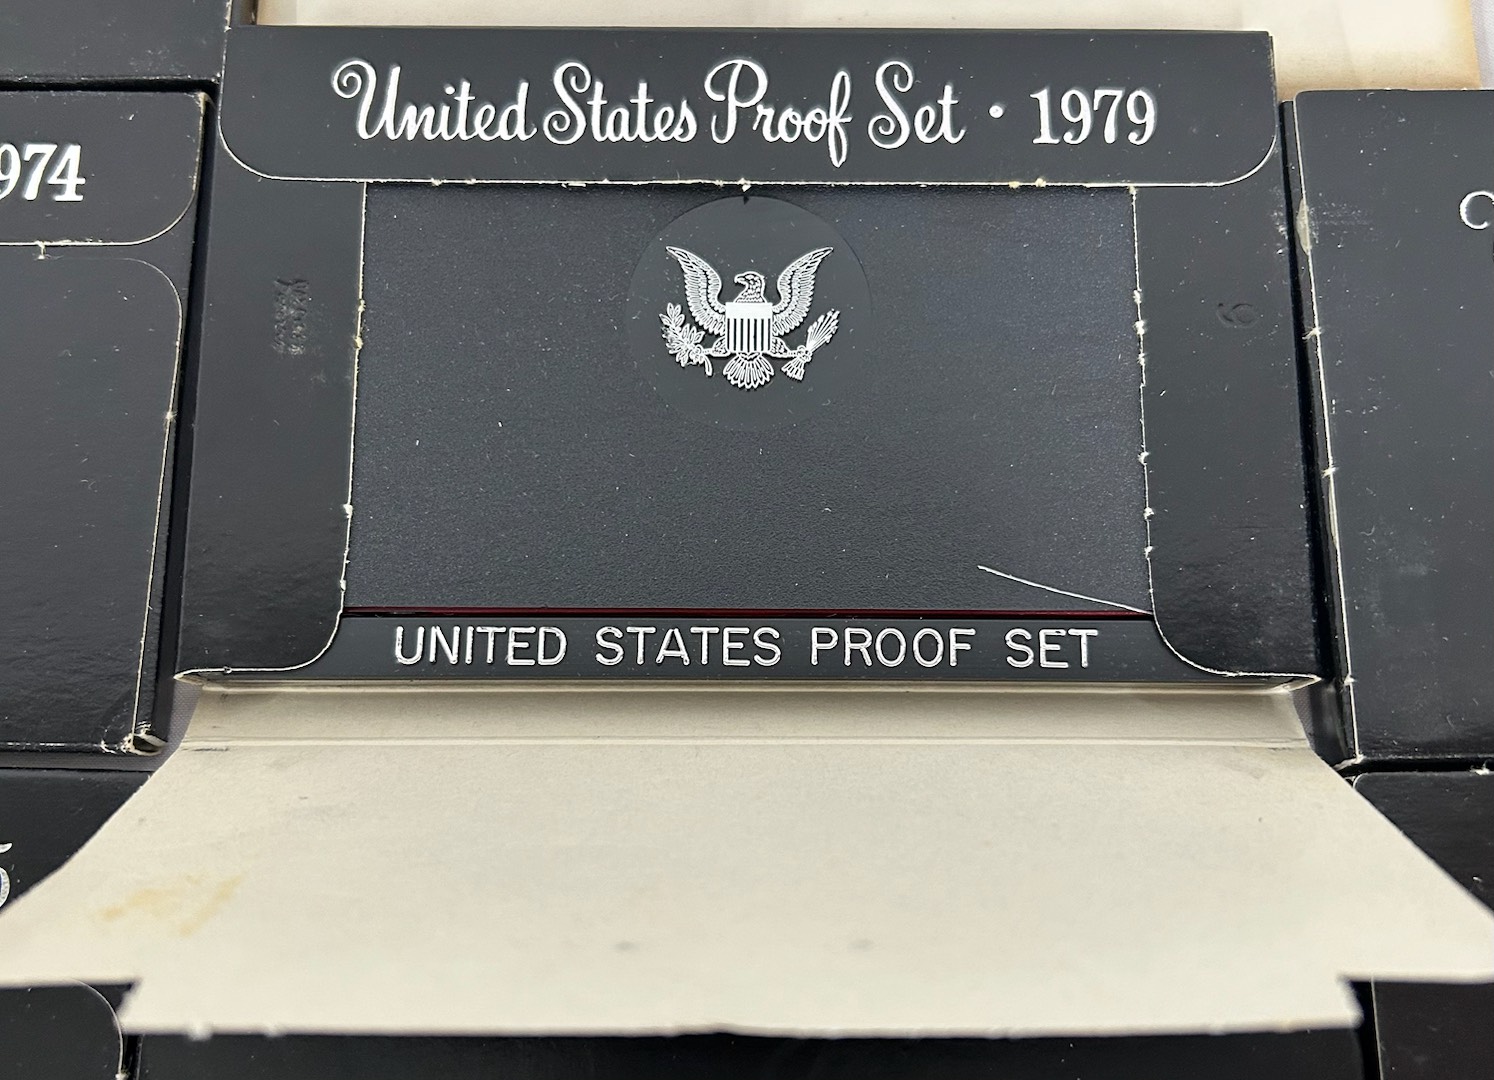 United States Proof Set · 1979
974
UNITED STATES PROOF SET